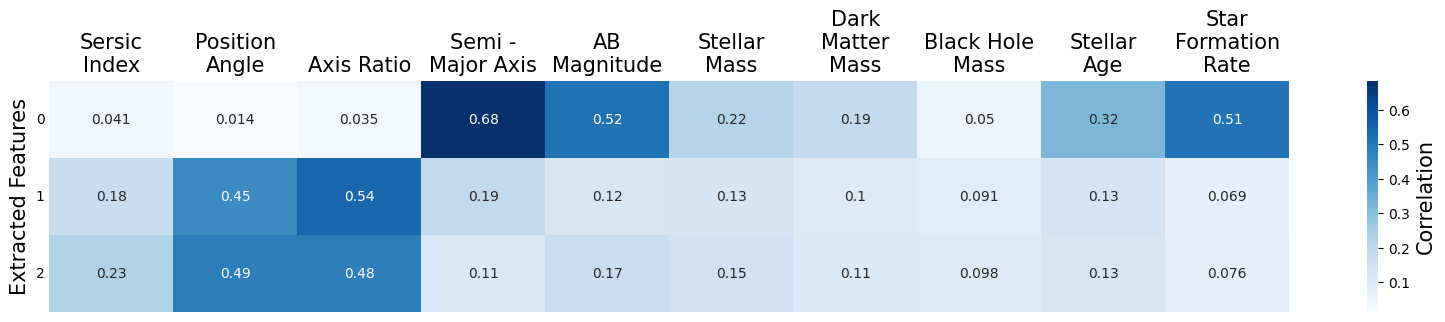 Sersic
Index
Position
Angle
Axis Ratio
Semi -
Major Axis
AB
Magnitude
Stellar
Mass
Dark
Matter
Mass
Black Hole
Mass
Stellar
Age
Star
Formation
Rate
Extracted Features
0 0.041 0.014 0.035 0.68 0.52 0.22 0.19 0.05 0.32 0.51
1 0.18 0.45 0.54 0.19 0.12 0.13 0.1 0.091 0.13 0.069
2 0.23 0.49 0.48 0.11 0.17 0.15 0.11 0.098 0.13 0.076
0.6
0.5
0.4
0.3
0.2
0.1
Correlation